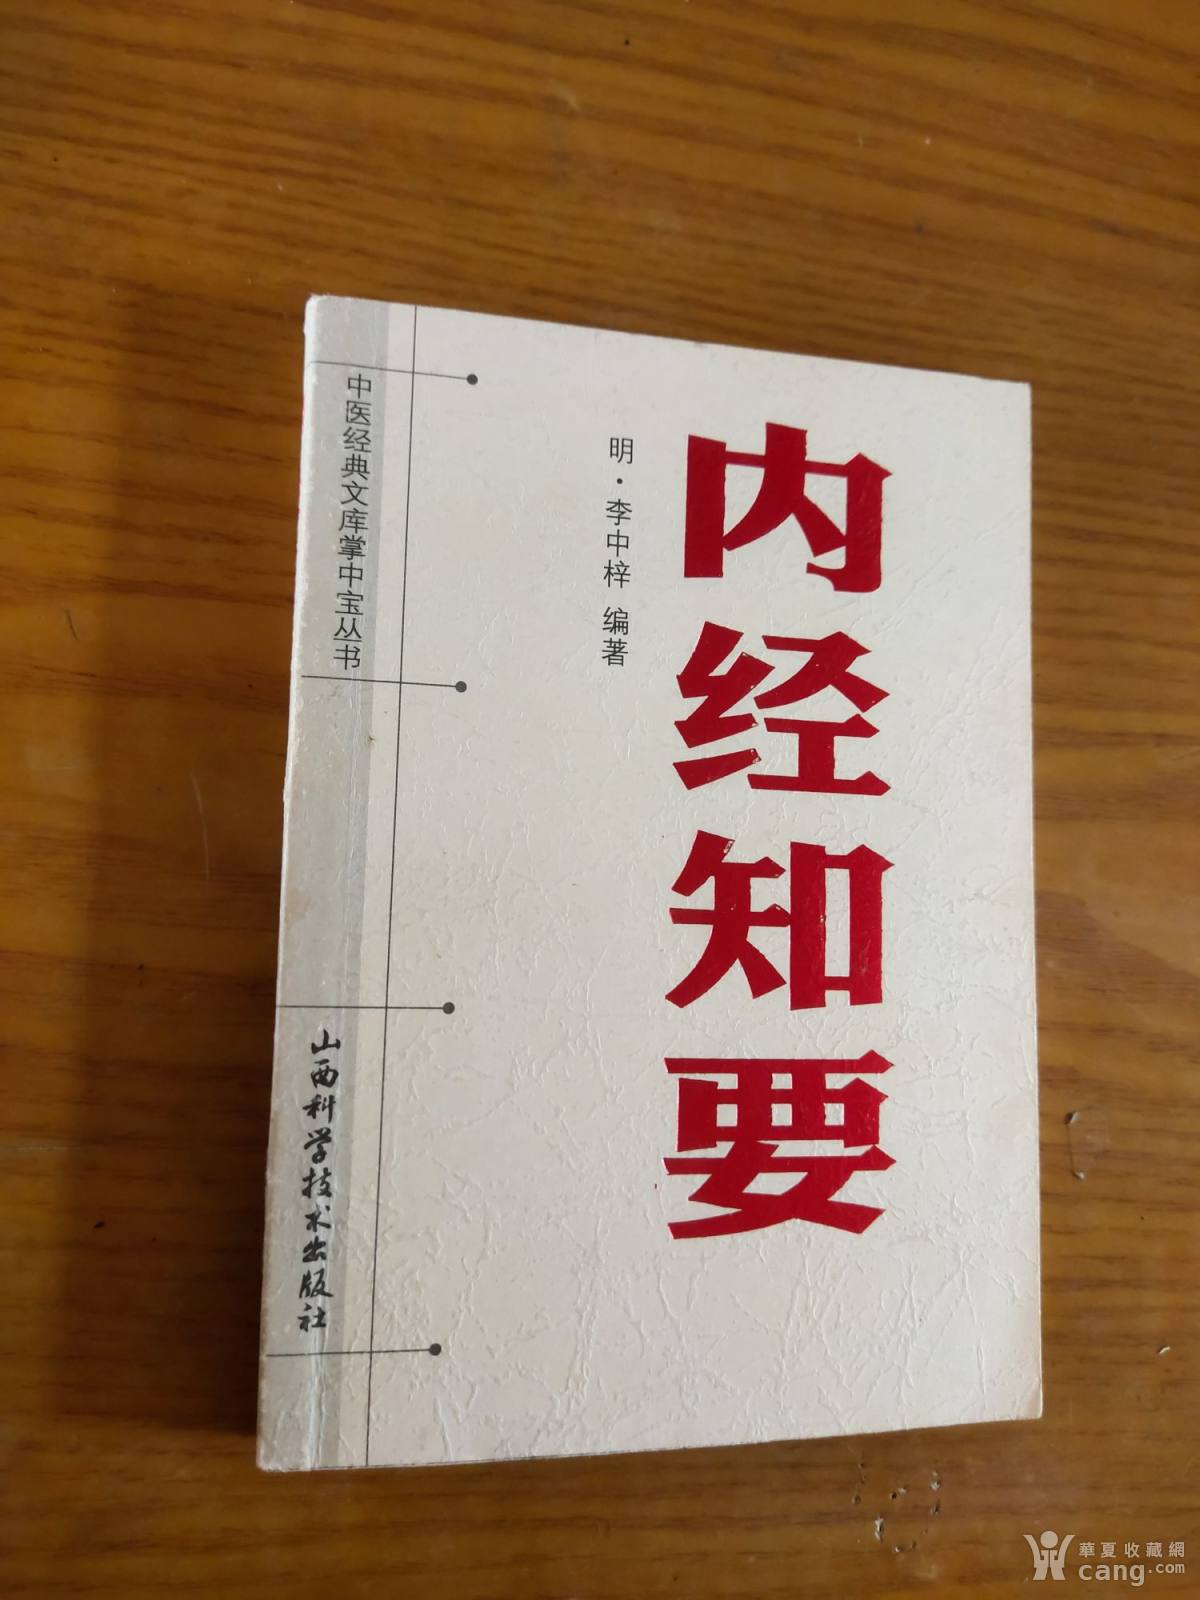 内经知要
明·李中梓 编著
中医经典文库掌中宝丛书
山西科学技术出版社
華夏收藏網
cang.com